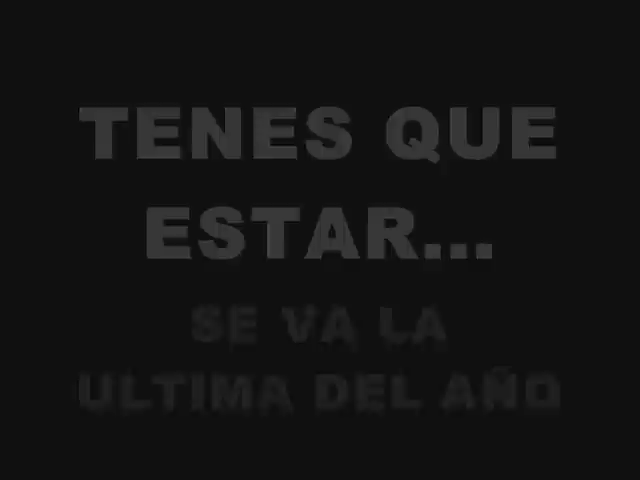 TENES QUE
ESTAR...
SE VA LA
ULTIMA DEL AÑO